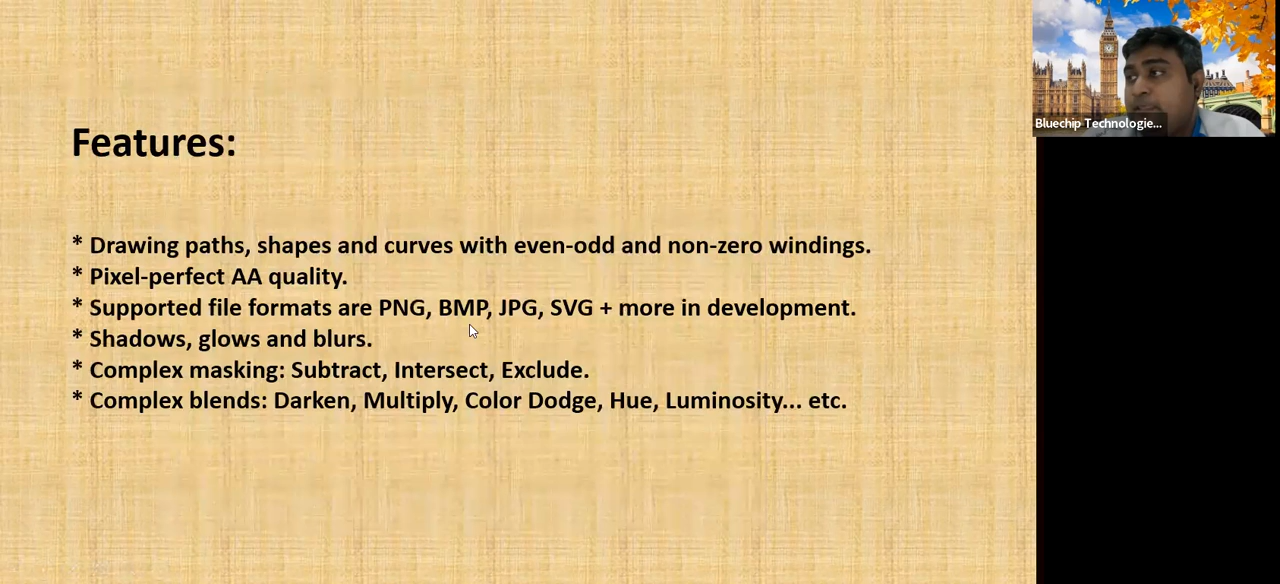 Features:
* Drawing paths, shapes and curves with even-odd and non-zero windings.
* Pixel-perfect AA quality.
* Supported file formats are PNG, BMP, JPG, SVG + more in development.
* Shadows, glows and blurs.
* Complex masking: Subtract, Intersect, Exclude.
* Complex blends: Darken, Multiply, Color Dodge, Hue, Luminosity... etc.
Bluechip Technologie...